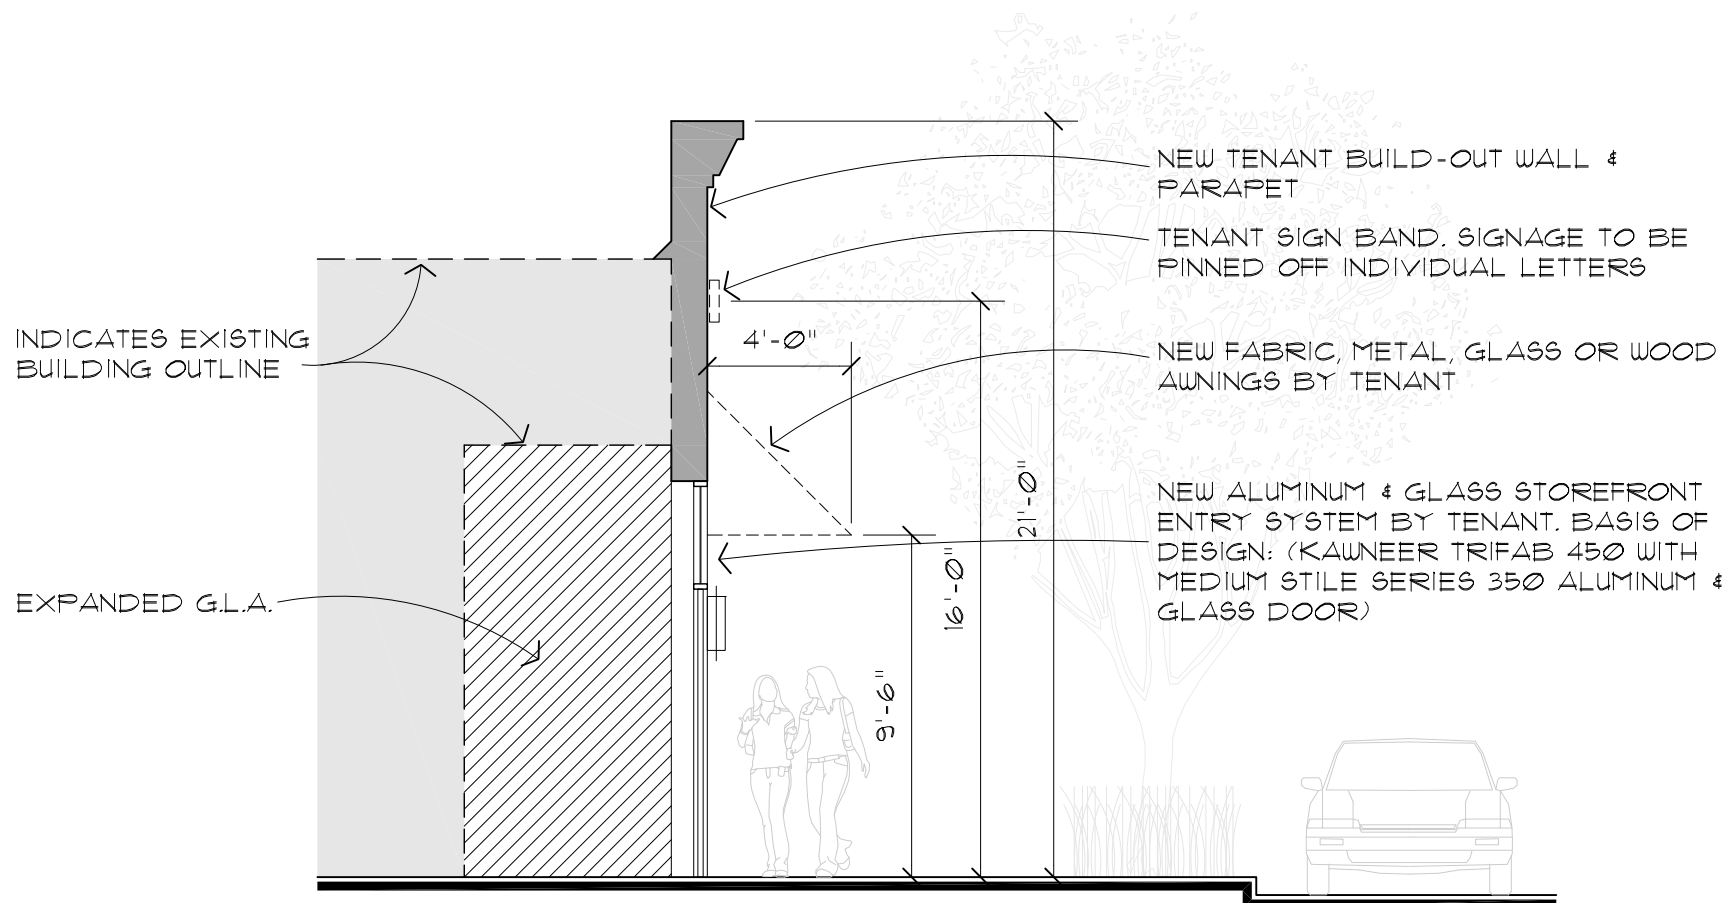 NEW TENANT BUILD-OUT WALL &
PARAPET
TENANT SIGN BAND. SIGNAGE TO BE
PINNED OFF INDIVIDUAL LETTERS
4'-0"
INDICATES EXISTING
BUILDING OUTLINE
NEW FABRIC, METAL, GLASS OR WOOD
AWNINGS BY TENANT
21'-0"
NEW ALUMINUM & GLASS STOREFRONT
ENTRY SYSTEM BY TENANT. BASIS OF
DESIGN: (KAWNEER TRIFAB 450 WITH
MEDIUM STILE SERIES 350 ALUMINUM &
GLASS DOOR)
16'-0"
EXPANDED G.L.A.
9'-6"